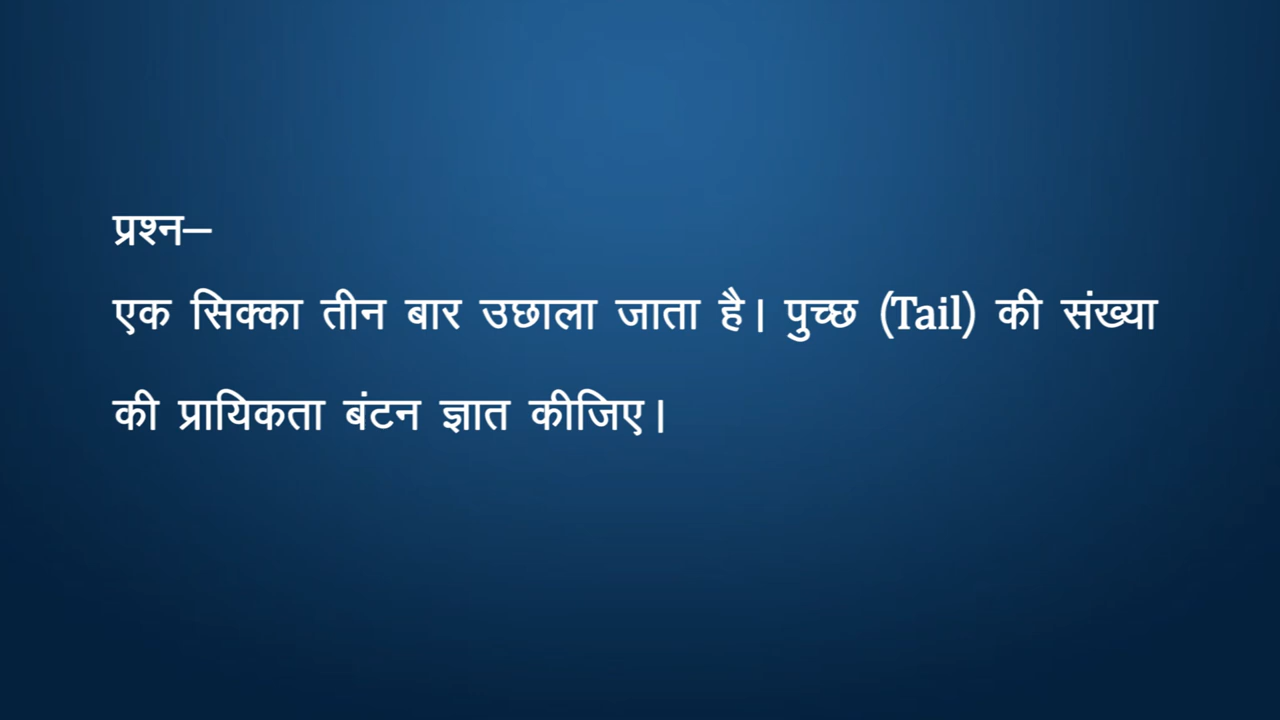 प्रश्न–
एक सिक्का तीन बार उछाला जाता है। पुच्छ (Tail) की संख्या
की प्रायिकता बंटन ज्ञात कीजिए।